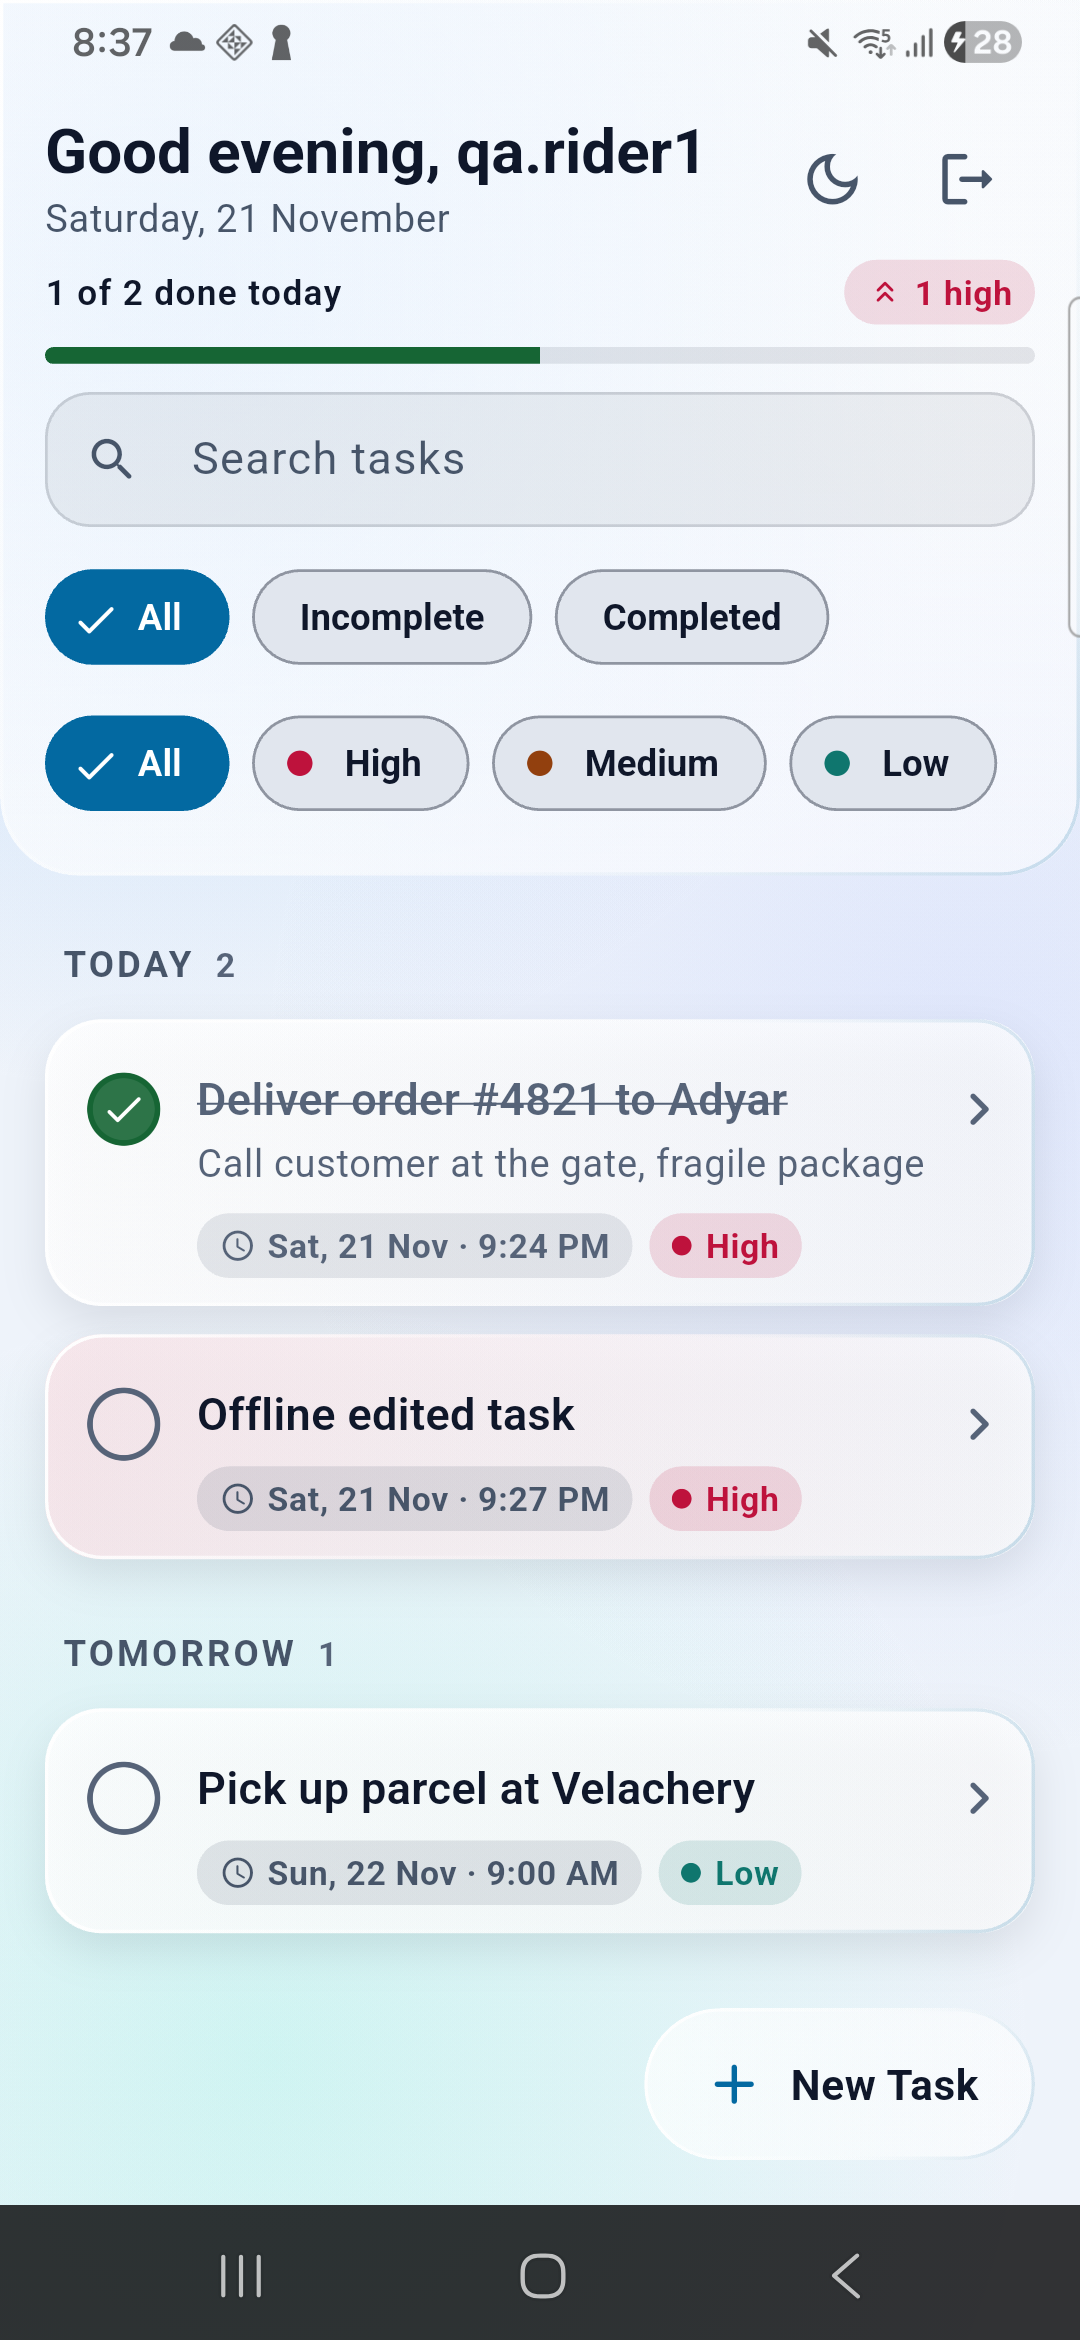 8:37
5
28
Good evening, qa.rider1
Saturday, 21 November
1 of 2 done today
1 high
Search tasks
All Incomplete Completed
All High Medium Low
TODAY 2
Deliver order #4821 to Adyar
Call customer at the gate, fragile package
Sat, 21 Nov · 9:24 PM High
Offline edited task
Sat, 21 Nov · 9:27 PM High
TOMORROW 1
Pick up parcel at Velachery
Sun, 22 Nov · 9:00 AM Low
New Task